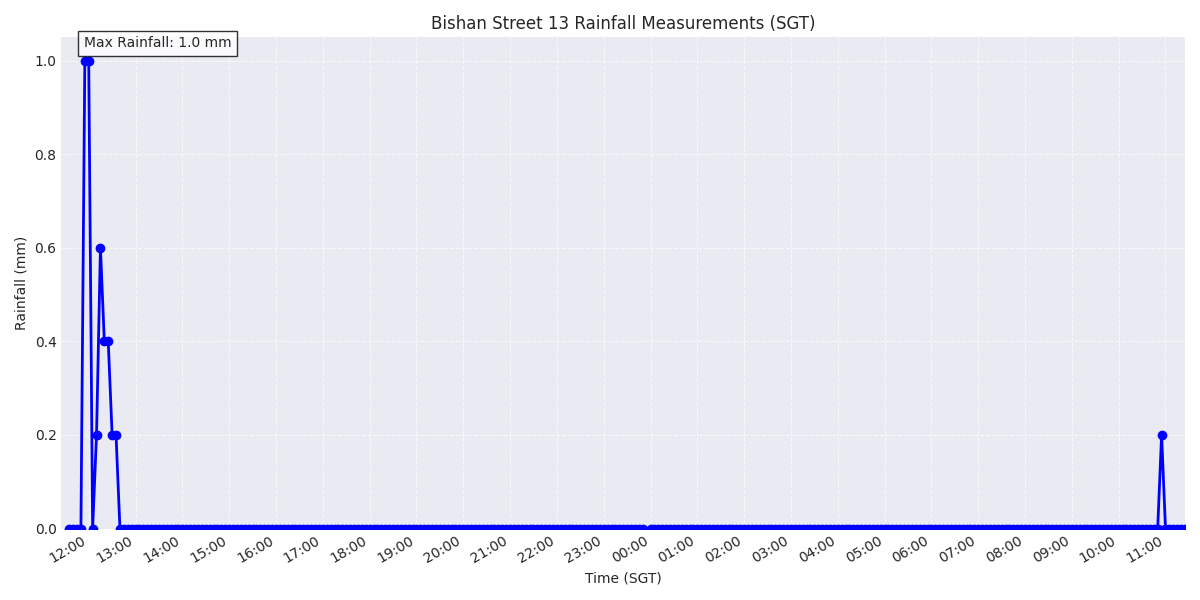 Bishan Street 13 Rainfall Measurements (SGT)
Max Rainfall: 1.0 mm
1.0
0.8
0.6
0.4
0.2
0.0
Rainfall (mm)
12:00 13:00 14:00 15:00 16:00 17:00 18:00 19:00 20:00 21:00 22:00 23:00 00:00 01:00 02:00 03:00 04:00 05:00 06:00 07:00 08:00 09:00 10:00 11:00
Time (SGT)